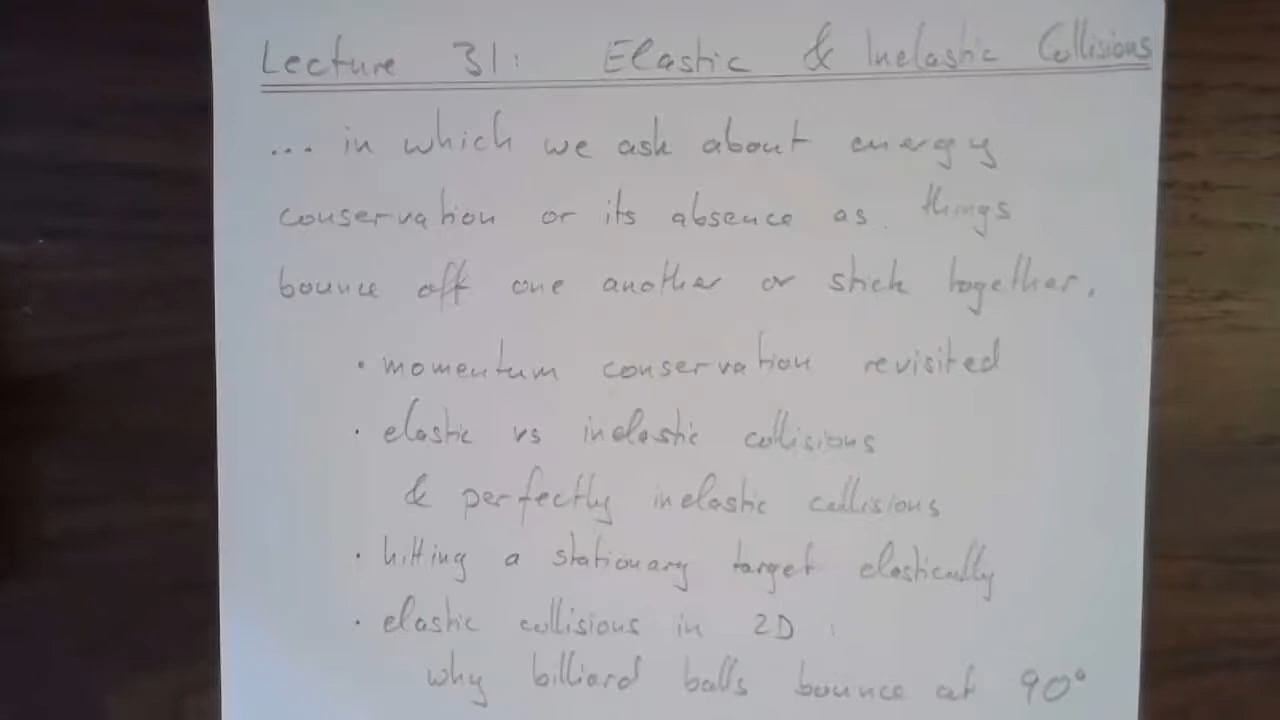 Lecture 31: Elastic & Inelastic Collisions
... in which we ask about energy
conservation or its absence as things
bounce off one another or stick together.
· momentum conservation revisited
· elastic vs inelastic collisions
& perfectly inelastic collisions
· hitting a stationary target elastically
· elastic collisions in 2D :
why billiard balls bounce at 90°